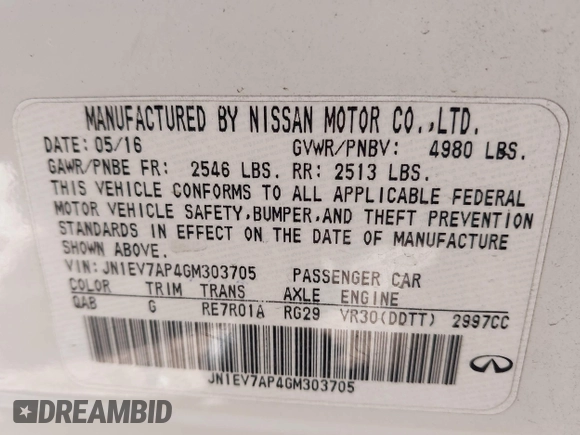 MANUFACTURED BY NISSAN MOTOR CO.,LTD.
DATE: 05/16 GVWR/PNBV: 4980 LBS.
GAWR/PNBE FR: 2546 LBS. RR: 2513 LBS.
THIS VEHICLE CONFORMS TO ALL APPLICABLE FEDERAL
MOTOR VEHICLE SAFETY,BUMPER,AND THEFT PREVENTION
STANDARDS IN EFFECT ON THE DATE OF MANUFACTURE
SHOWN ABOVE.
VIN: JN1EV7AP4GM303705 PASSENGER CAR
COLOR TRIM TRANS AXLE ENGINE
QAB G RE7R01A RG29 VR30(DDTT) 2997CC
JN1EV7AP4GM303705
DREAMBID